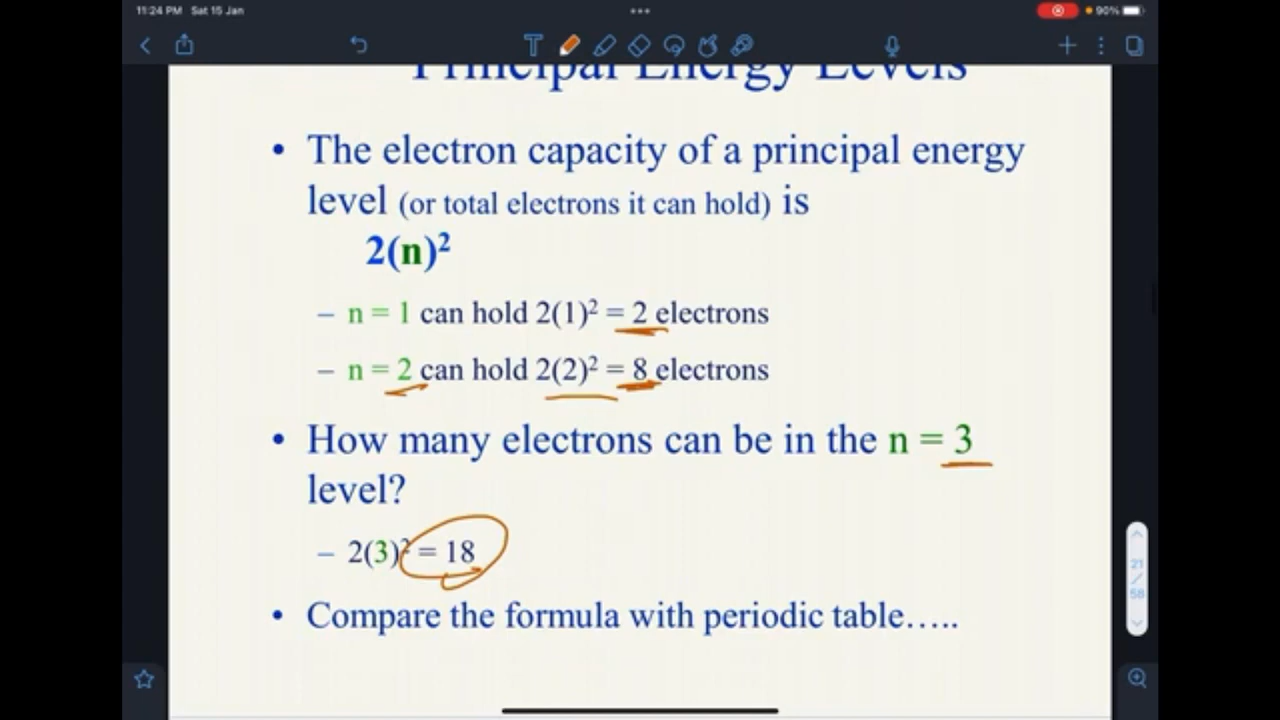 11:24 PM Sat 15 Jan
90%
Principal Energy Levels
• The electron capacity of a principal energy
level (or total electrons it can hold) is
2(n)²
– n = 1 can hold 2(1)² = 2 electrons
– n = 2 can hold 2(2)² = 8 electrons
• How many electrons can be in the n = 3
level?
– 2(3)² = 18
• Compare the formula with periodic table…..
21
/
58